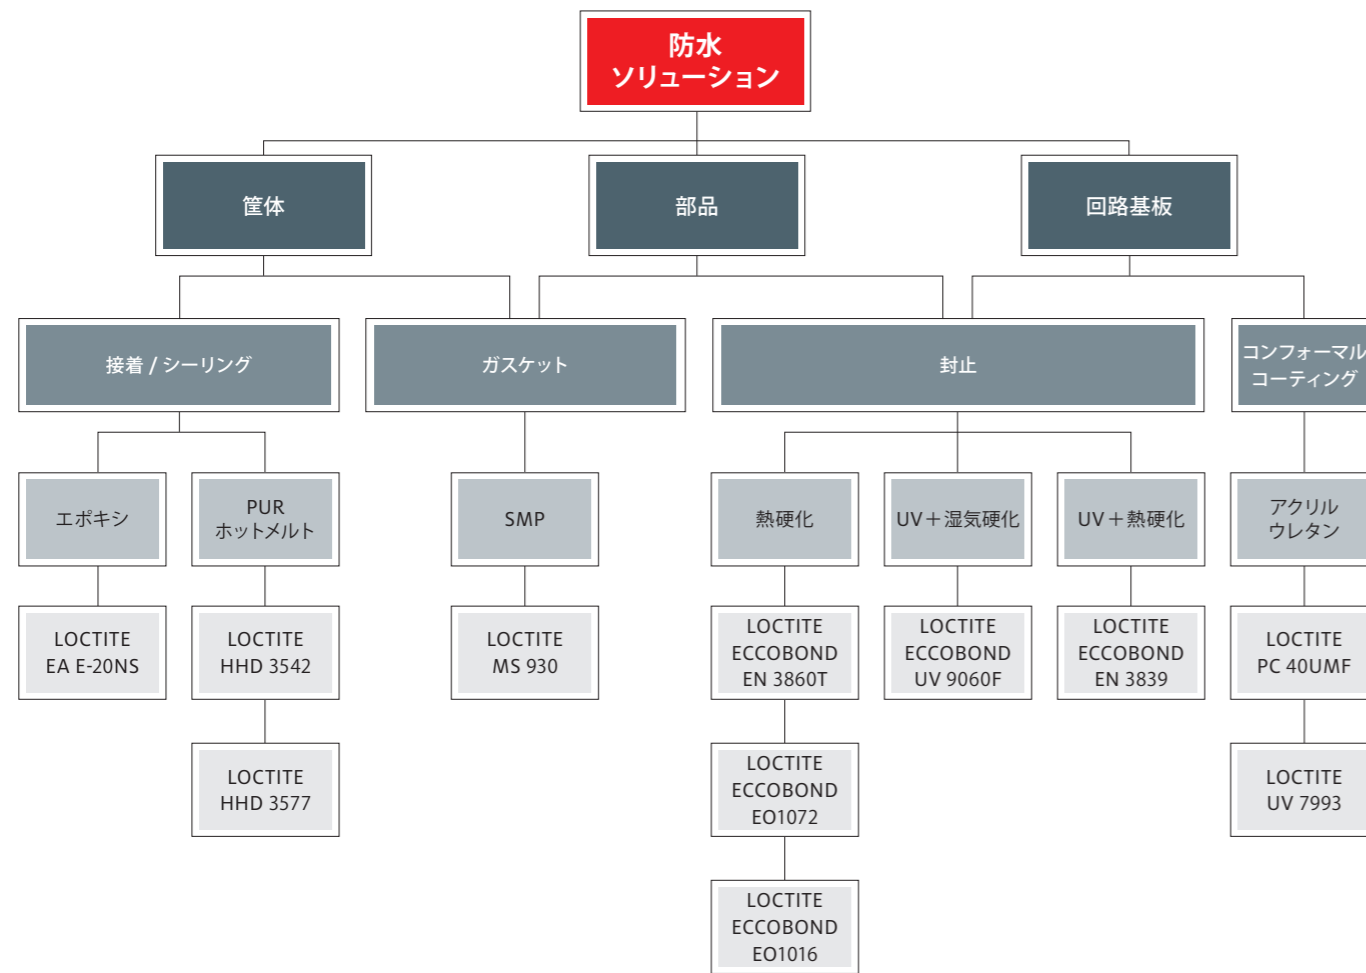 防水
ソリューション
筐体
部品
回路基板
接着 / シーリング
ガスケット
封止
コンフォーマル
コーティング
エポキシ
PUR
ホットメルト
SMP
熱硬化
UV＋湿気硬化
UV＋熱硬化
アクリル
ウレタン
LOCTITE
EA E-20NS
LOCTITE
HHD 3542
LOCTITE
MS 930
LOCTITE
ECCOBOND
EN 3860T
LOCTITE
ECCOBOND
UV 9060F
LOCTITE
ECCOBOND
EN 3839
LOCTITE
PC 40UMF
LOCTITE
HHD 3577
LOCTITE
ECCOBOND
EO1072
LOCTITE
UV 7993
LOCTITE
ECCOBOND
EO1016